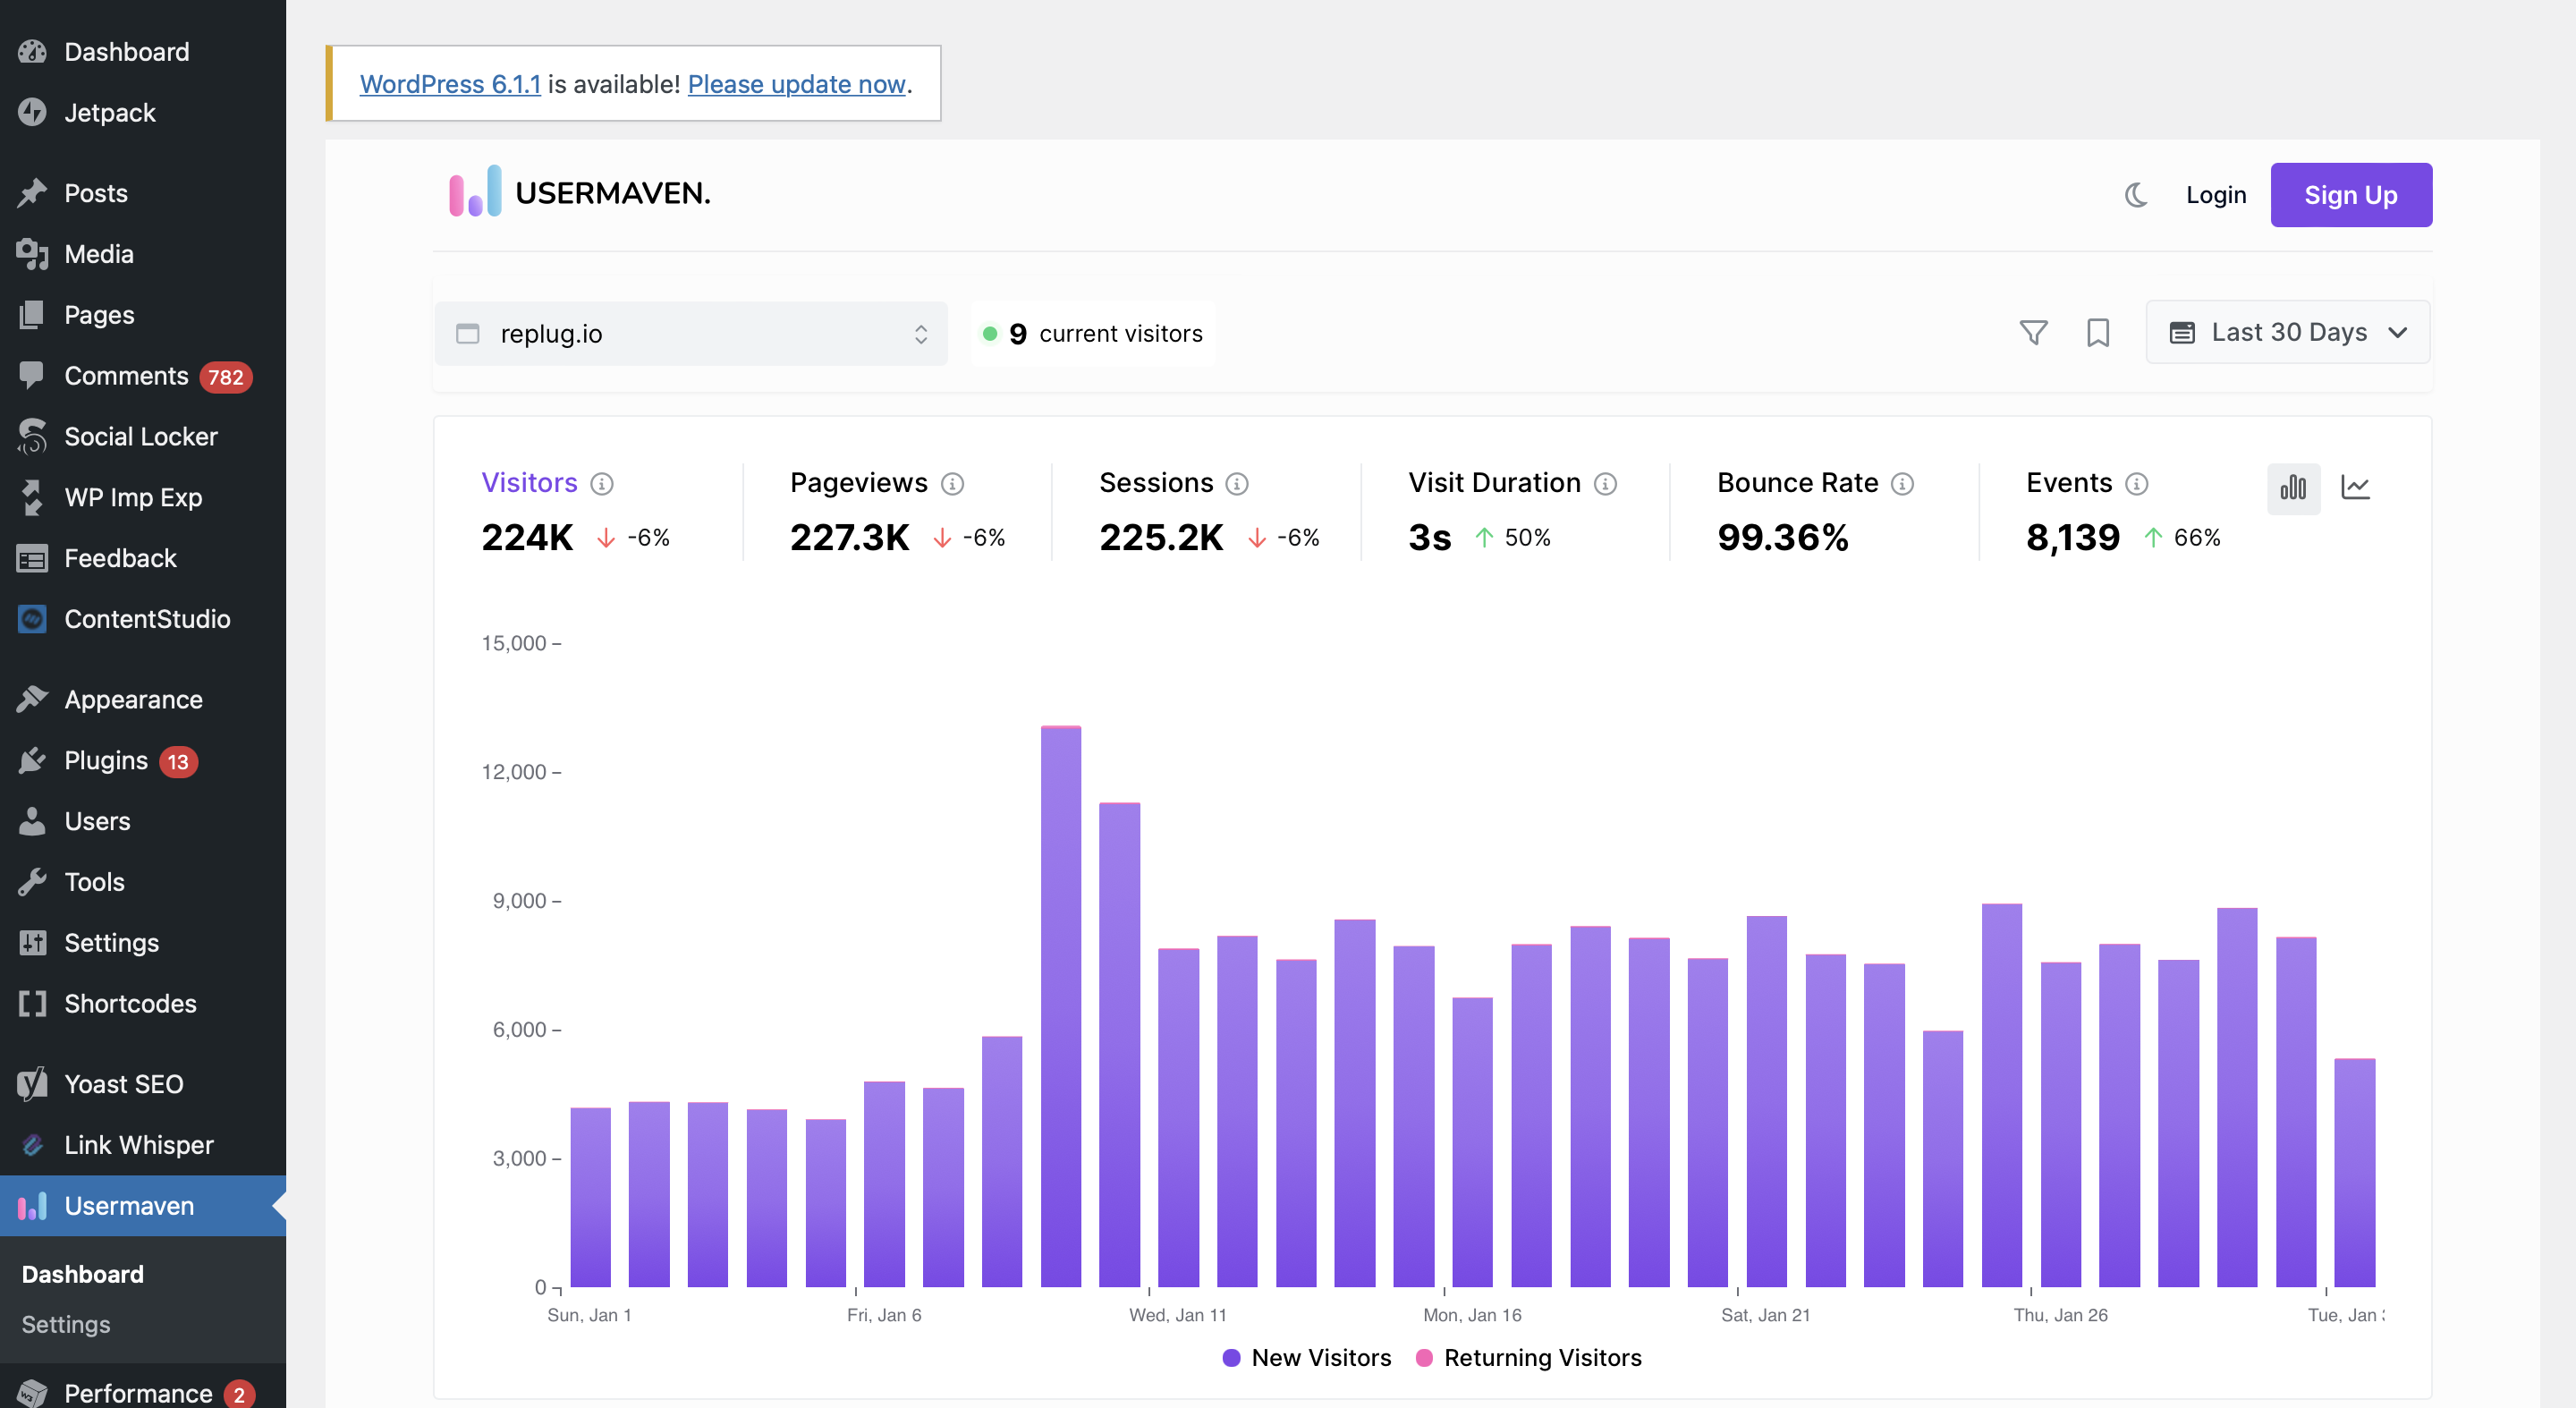 Dashboard
Jetpack
Posts
Media
Pages
Comments 782
Social Locker
WP Imp Exp
Feedback
ContentStudio
Appearance
Plugins 13
Users
Tools
Settings
Shortcodes
Yoast SEO
Link Whisper
Usermaven
Dashboard
Settings
Performance 2
WordPress 6.1.1 is available! Please update now.
USERMAVEN.
Login
Sign Up
replug.io
9 current visitors
Last 30 Days
Visitors
224K -6%
Pageviews
227.3K -6%
Sessions
225.2K -6%
Visit Duration
3s 50%
Bounce Rate
99.36%
Events
8,139 66%
15,000
12,000
9,000
6,000
3,000
0
Sun, Jan 1
Fri, Jan 6
Wed, Jan 11
Mon, Jan 16
Sat, Jan 21
Thu, Jan 26
Tue, Jan
New Visitors
Returning Visitors